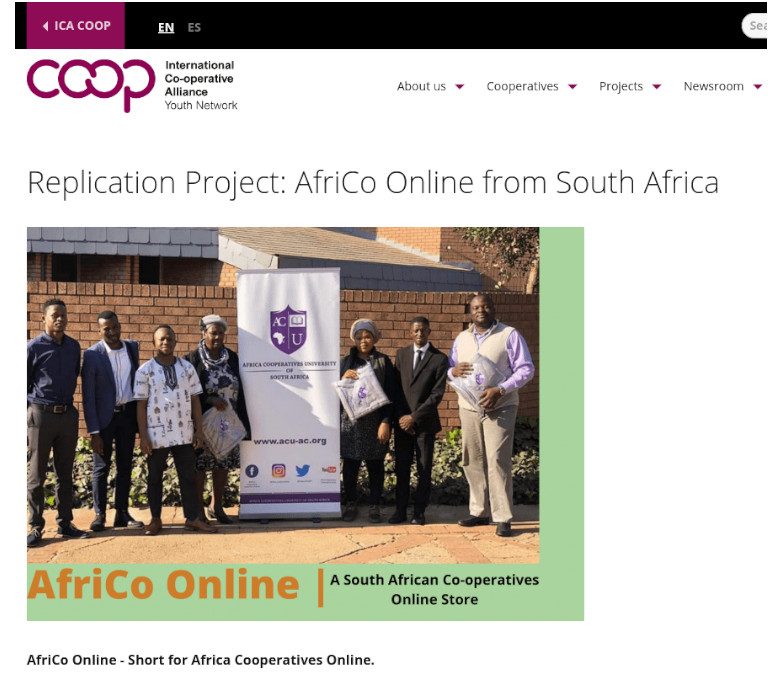 ICA COOP
EN ES
Sea
coop
International
Co-operative
Alliance
Youth Network
About us
Cooperatives
Projects
Newsroom
Replication Project: AfriCo Online from South Africa
AC
U
AFRICA COOPERATIVES UNIVERSITY
OF
SOUTH AFRICA
www.acu-ac.org
AfriCo Online |
A South African Co-operatives
Online Store
AfriCo Online - Short for Africa Cooperatives Online.